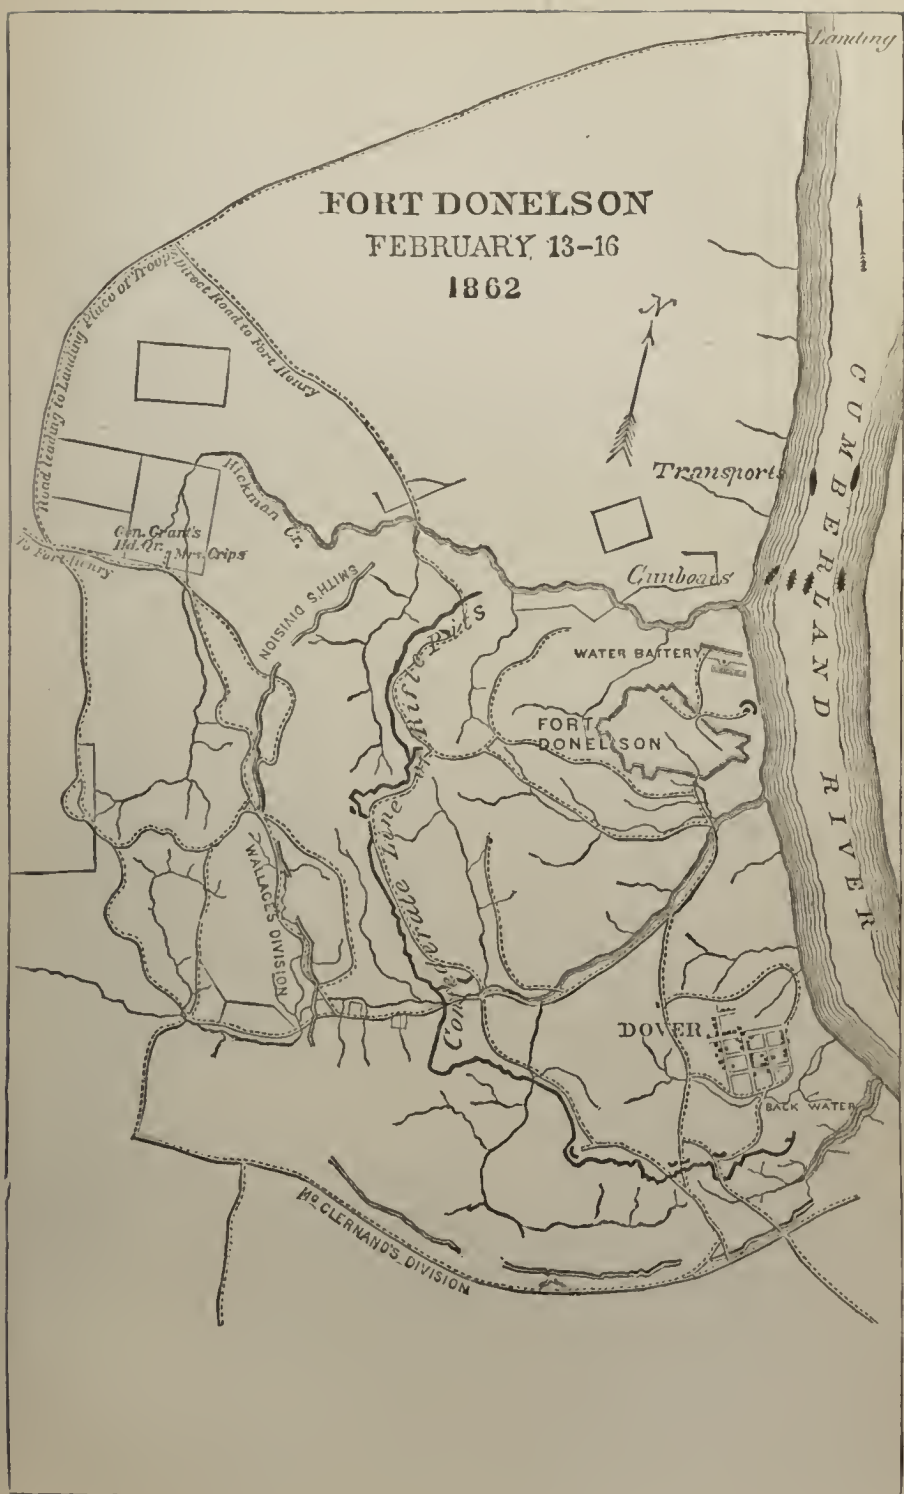 Landing
FORT DONELSON
FEBRUARY, 13-16
1862
N
Road leading to Landing Place of Troops
Direct Road to Fort Henry
CUMBERLAND RIVER
Transports
Hickman Cr.
Gen. Grant's
Hd. Qr.
Mrs. Crips
To Fort Henry
Gunboats
SMITH'S DIVISION
WATER BATTERY
FORT
DONELSON
Confederate Line of Rifle Pits
WALLACE'S DIVISION
DOVER
BACK WATER
McCLERNAND'S DIVISION